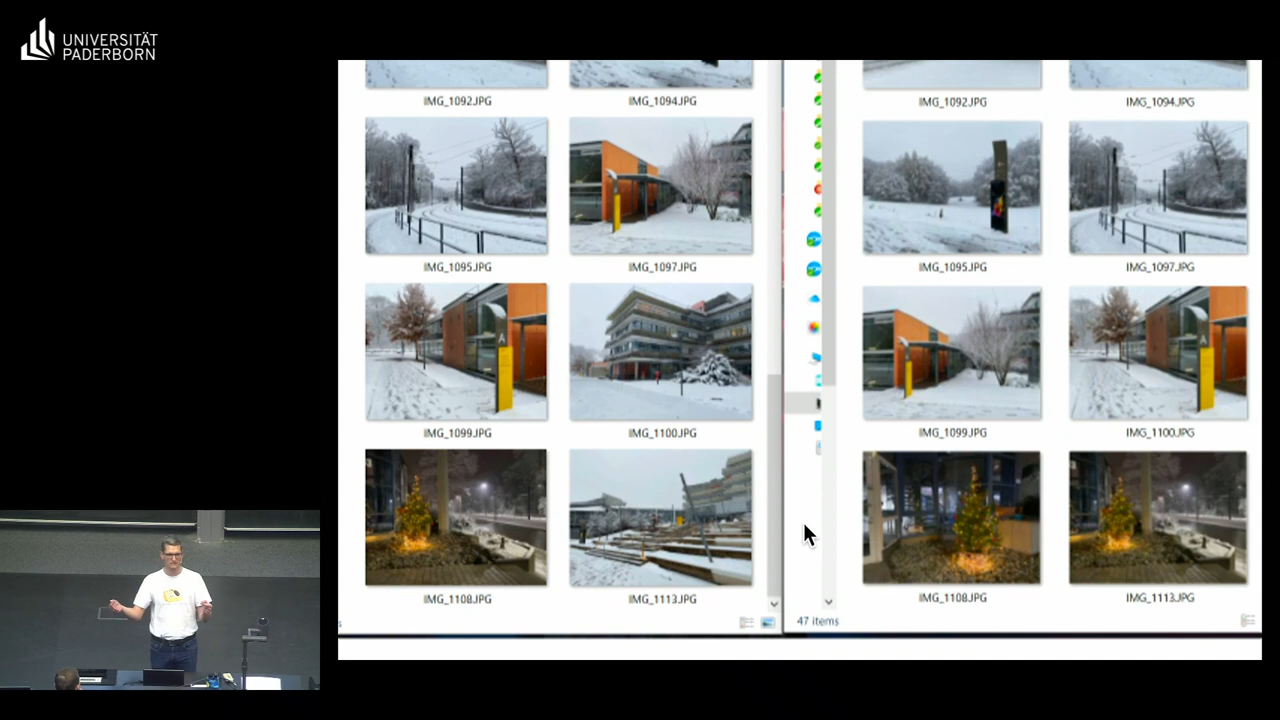 UNIVERSITÄT
PADERBORN
IMG_1092.JPG
IMG_1094.JPG
IMG_1095.JPG
IMG_1097.JPG
IMG_1099.JPG
IMG_1100.JPG
IMG_1108.JPG
IMG_1113.JPG
IMG_1092.JPG
IMG_1094.JPG
IMG_1095.JPG
IMG_1097.JPG
A
IMG_1099.JPG
IMG_1100.JPG
IMG_1108.JPG
IMG_1113.JPG
47 items